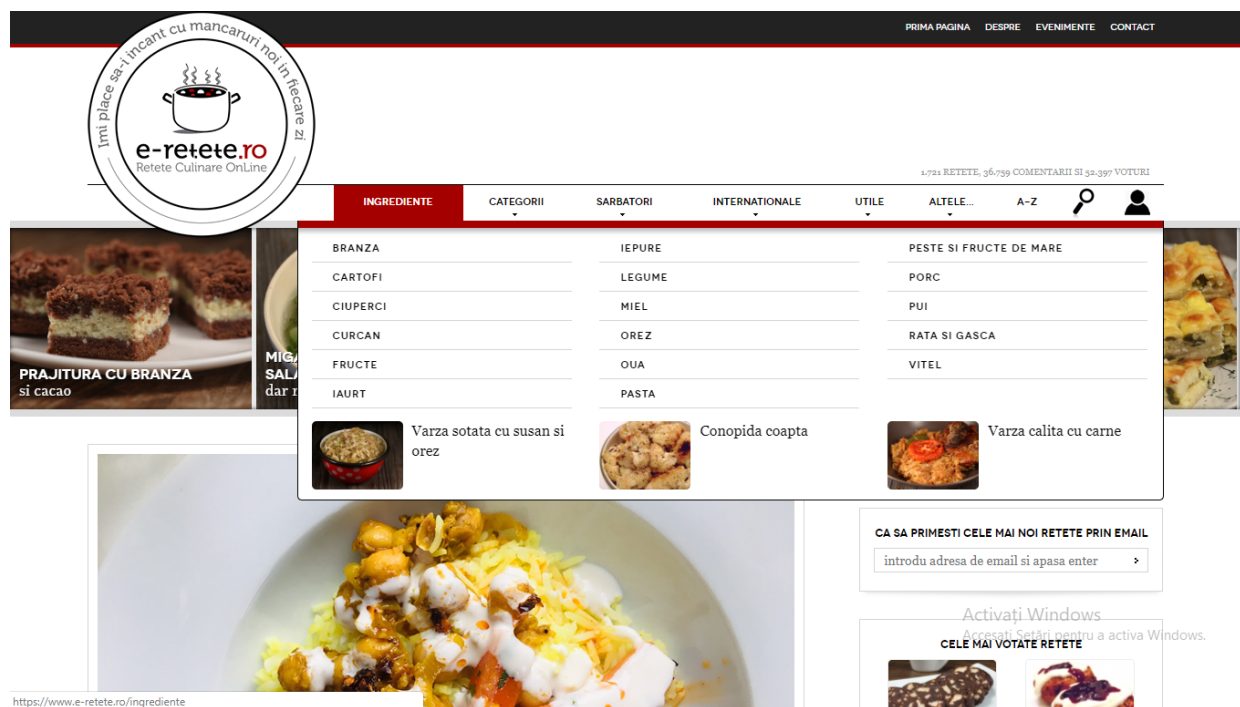 PRIMA PAGINA DESPRE EVENIMENTE CONTACT
Imi place sa-i incant cu mancaruri noi in fiecare zi
e-retete.ro
Retete Culinare OnLine
1.721 RETETE, 36.759 COMENTARII SI 52.397 VOTURI
INGREDIENTE CATEGORII SARBATORI INTERNATIONALE UTILE ALTELE... A-Z
BRANZA IEPURE PESTE SI FRUCTE DE MARE
CARTOFI LEGUME PORC
CIUPERCI MIEL PUI
CURCAN OREZ RATA SI GASCA
FRUCTE OUA VITEL
IAURT PASTA
PRAJITURA CU BRANZA
si cacao
dar
Varza sotata cu susan si
orez
Conopida coapta
Varza calita cu carne
CA SA PRIMESTI CELE MAI NOI RETETE PRIN EMAIL
introdu adresa de email si apasa enter
Activați Windows
Accesați Setări pentru a activa Windows.
CELE MAI VOTATE RETETE
https://www.e-retete.ro/ingrediente